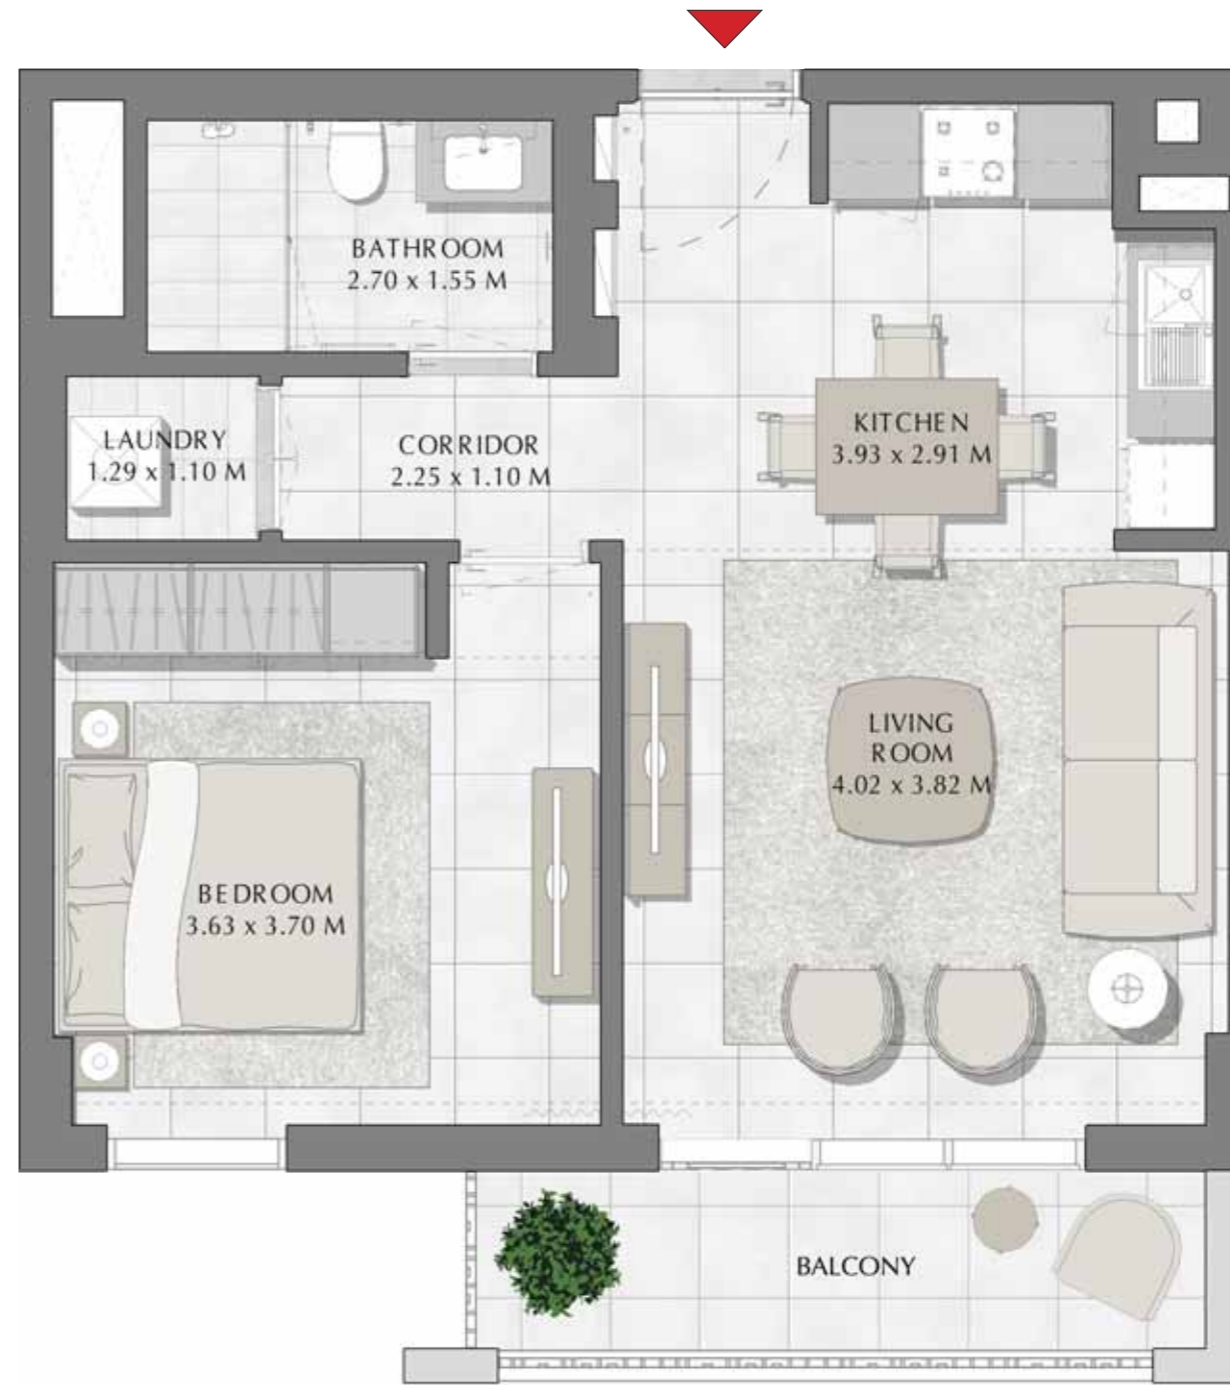 BATHROOM
2.70 x 1.55 M
LAUNDRY
1.29 x 1.10 M
CORRIDOR
2.25 x 1.10 M
KITCHEN
3.93 x 2.91 M
LIVING
ROOM
4.02 x 3.82 M
BEDROOM
3.63 x 3.70 M
BALCONY